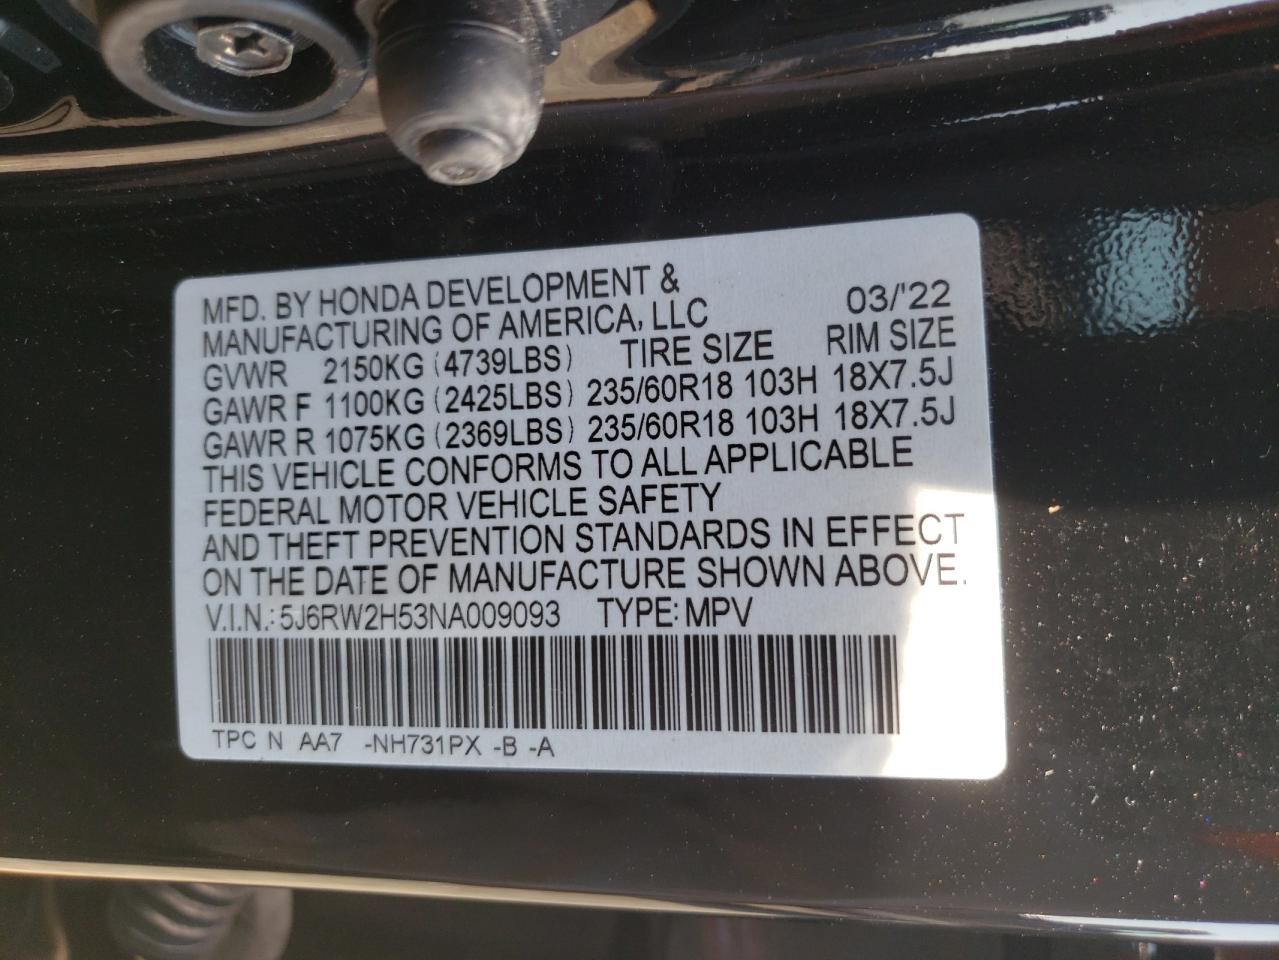 MFD. BY HONDA DEVELOPMENT &
MANUFACTURING OF AMERICA, LLC 03/'22
GVWR 2150KG (4739LBS) TIRE SIZE RIM SIZE
GAWR F 1100KG (2425LBS) 235/60R18 103H 18X7.5J
GAWR R 1075KG (2369LBS) 235/60R18 103H 18X7.5J
THIS VEHICLE CONFORMS TO ALL APPLICABLE
FEDERAL MOTOR VEHICLE SAFETY
AND THEFT PREVENTION STANDARDS IN EFFECT
ON THE DATE OF MANUFACTURE SHOWN ABOVE.
V.I.N.: 5J6RW2H53NA009093 TYPE: MPV
TPC N AA7 -NH731PX -B -A